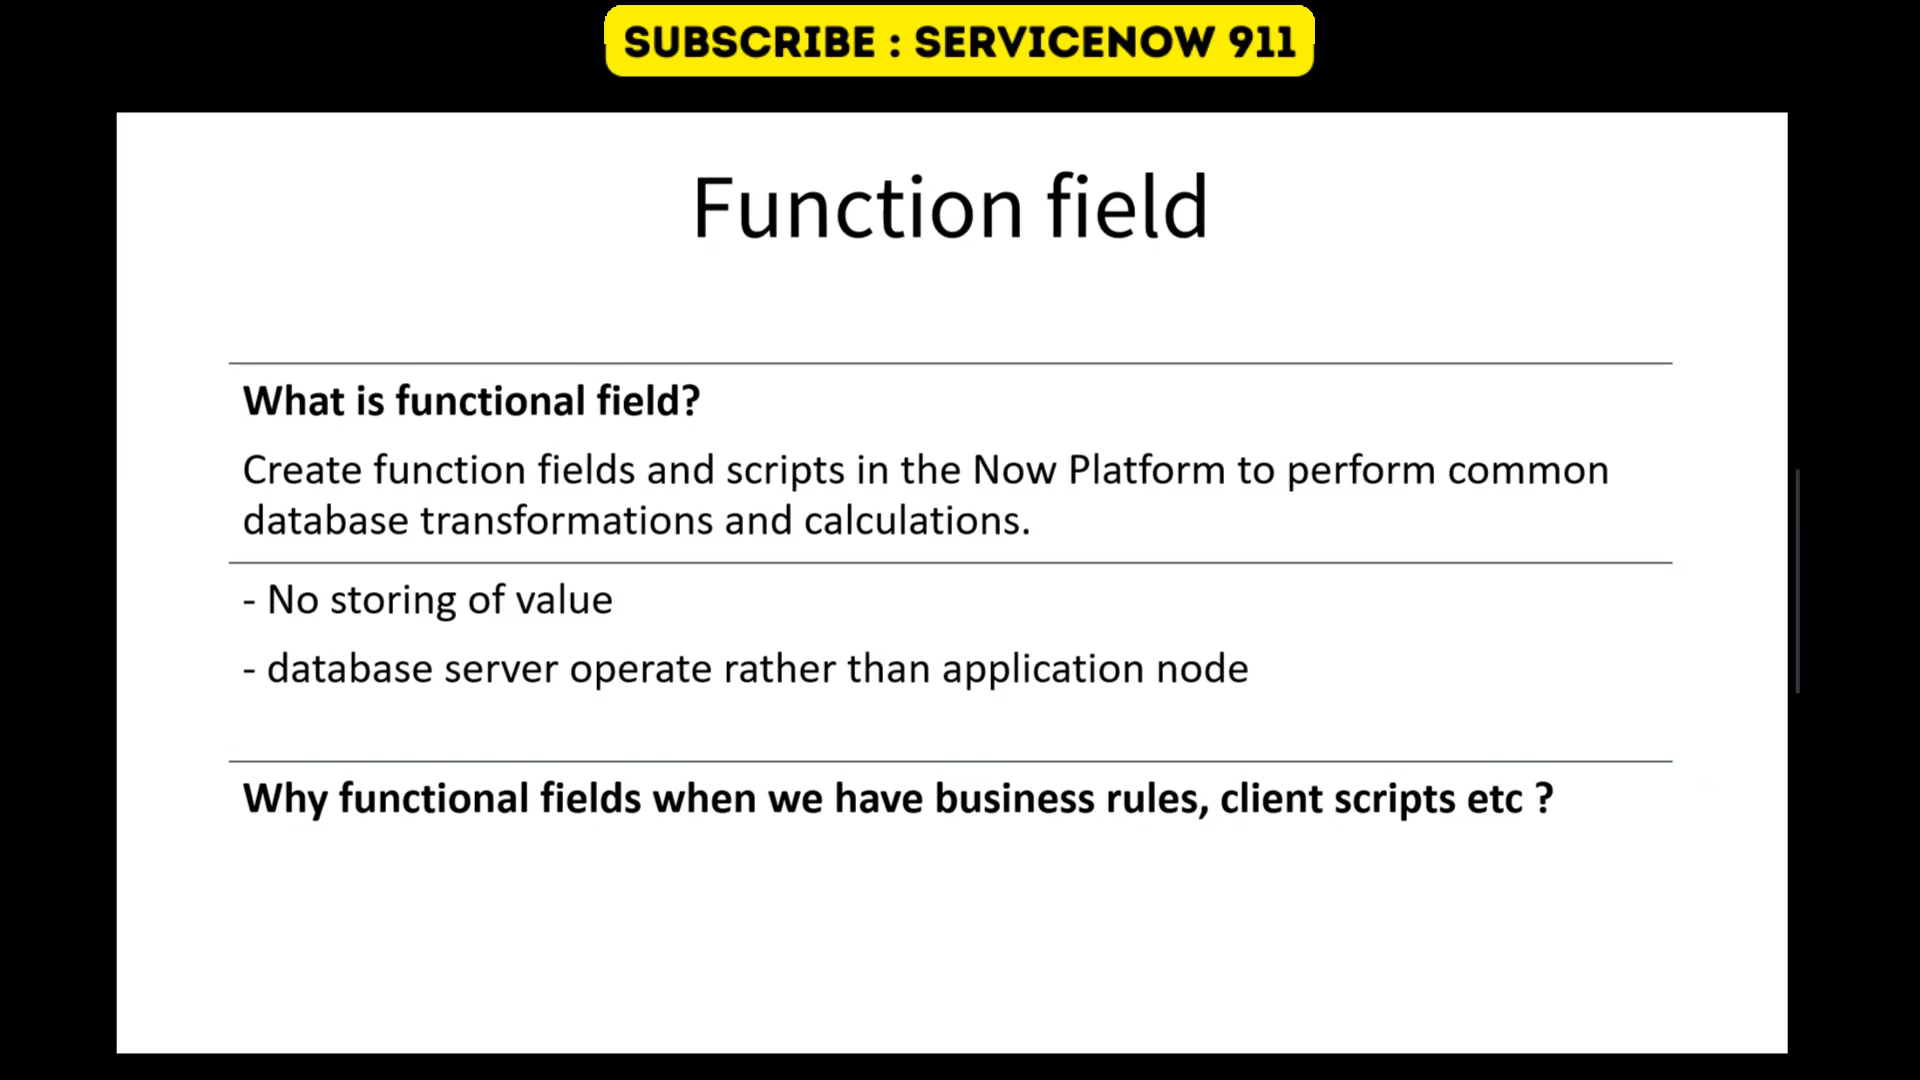 SUBSCRIBE : SERVICENOW 911
Function field
What is functional field?
Create function fields and scripts in the Now Platform to perform common
database transformations and calculations.
- No storing of value
- database server operate rather than application node
Why functional fields when we have business rules, client scripts etc ?